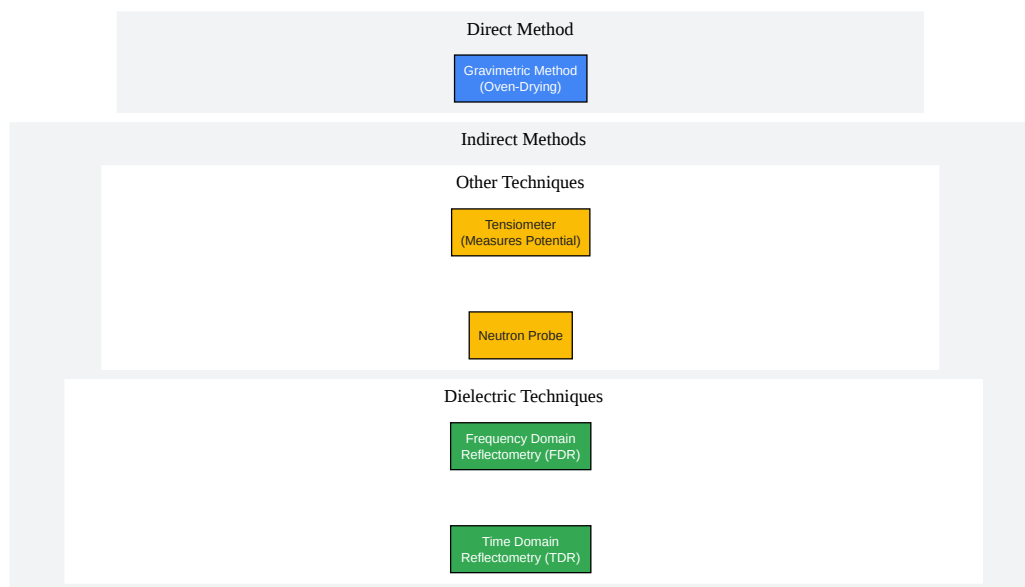 Direct Method
Gravimetric Method
(Oven-Drying)
Indirect Methods
Other Techniques
Tensiometer
(Measures Potential)
Neutron Probe
Dielectric Techniques
Frequency Domain
Reflectometry (FDR)
Time Domain
Reflectometry (TDR)